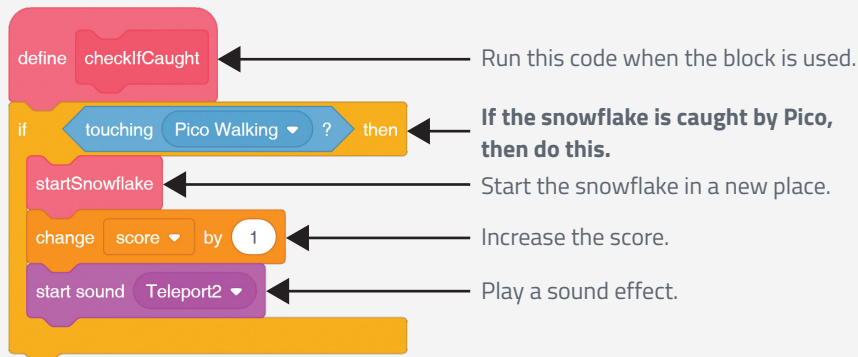 define checkIfCaught
Run this code when the block is used.
if touching Pico Walking ? then
If the snowflake is caught by Pico,
then do this.
startSnowflake
Start the snowflake in a new place.
change score by 1
Increase the score.
start sound Teleport2
Play a sound effect.